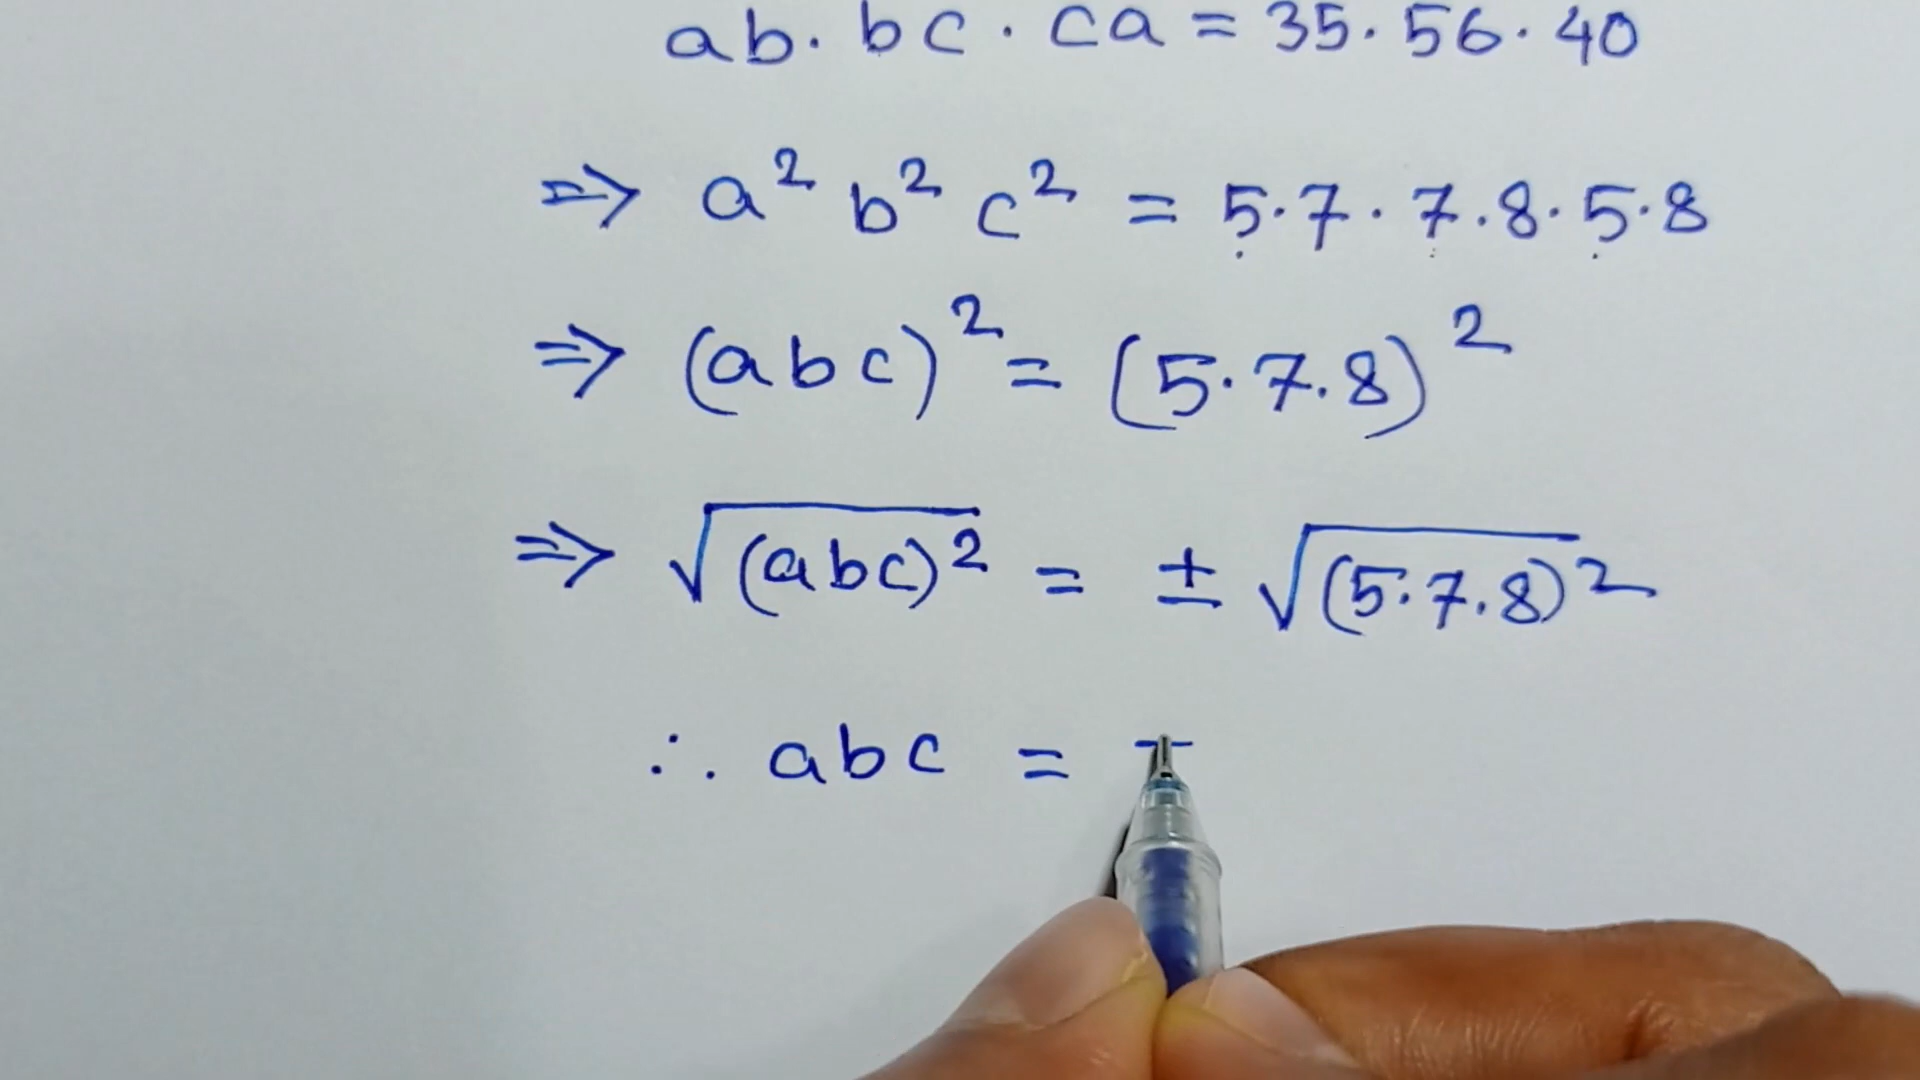 ab · bc · ca = 35 · 56 · 40
⇒ a² b² c² = 5 · 7 · 7 · 8 · 5 · 8
⇒ (abc)² = (5 · 7 · 8)²
⇒ √(abc)² = ± √(5 · 7 · 8)²
∴ abc =